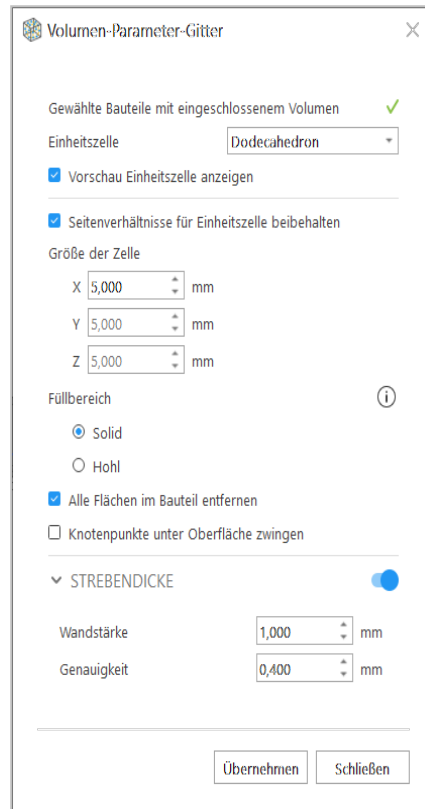 Volumen-Parameter-Gitter
Gewählte Bauteile mit eingeschlossenem Volumen
Einheitszelle Dodecahedron
Vorschau Einheitszelle anzeigen
Seitenverhältnisse für Einheitszelle beibehalten
Größe der Zelle
X 5,000 mm
Y 5,000 mm
Z 5,000 mm
Füllbereich
Solid
Hohl
Alle Flächen im Bauteil entfernen
Knotenpunkte unter Oberfläche zwingen
STREBENDICKE
Wandstärke 1,000 mm
Genauigkeit 0,400 mm
Übernehmen Schließen